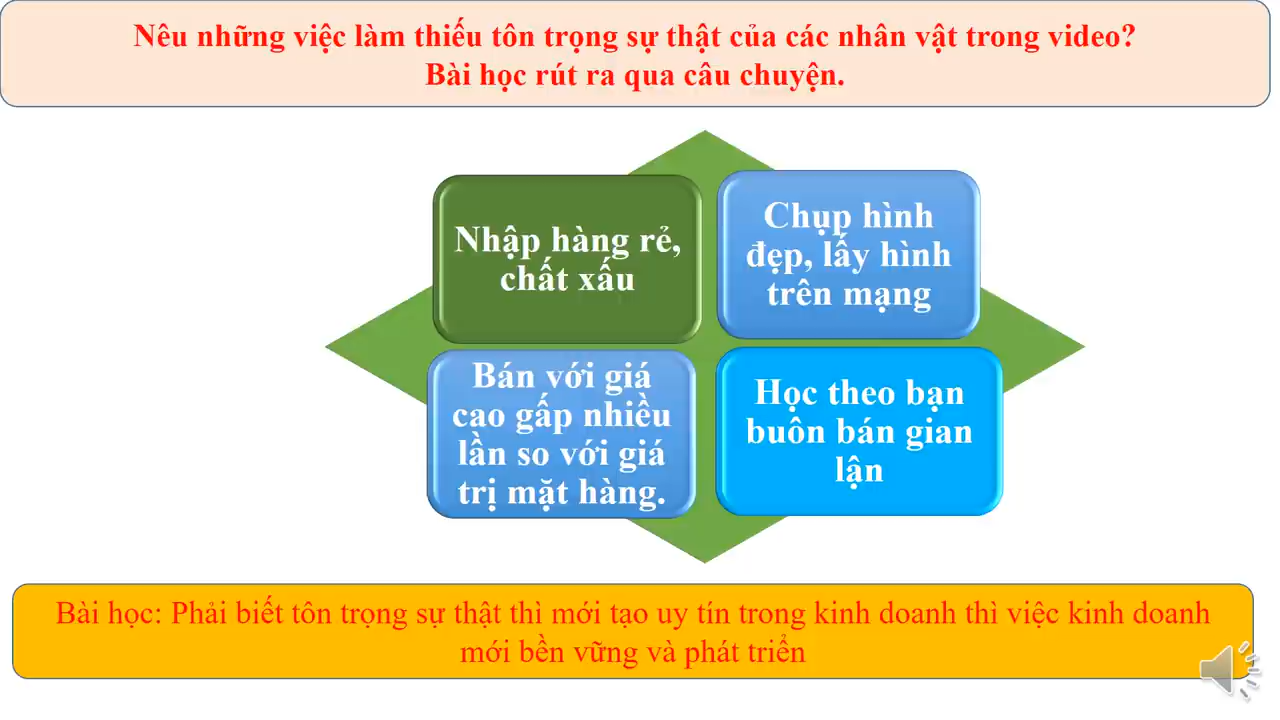 Nêu những việc làm thiếu tôn trọng sự thật của các nhân vật trong video?
Bài học rút ra qua câu chuyện.
Nhập hàng rẻ,
chất xấu
Chụp hình
đẹp, lấy hình
trên mạng
Bán với giá
cao gấp nhiều
lần so với giá
trị mặt hàng.
Học theo bạn
buôn bán gian
lận
Bài học: Phải biết tôn trọng sự thật thì mới tạo uy tín trong kinh doanh thì việc kinh doanh
mới bền vững và phát triển